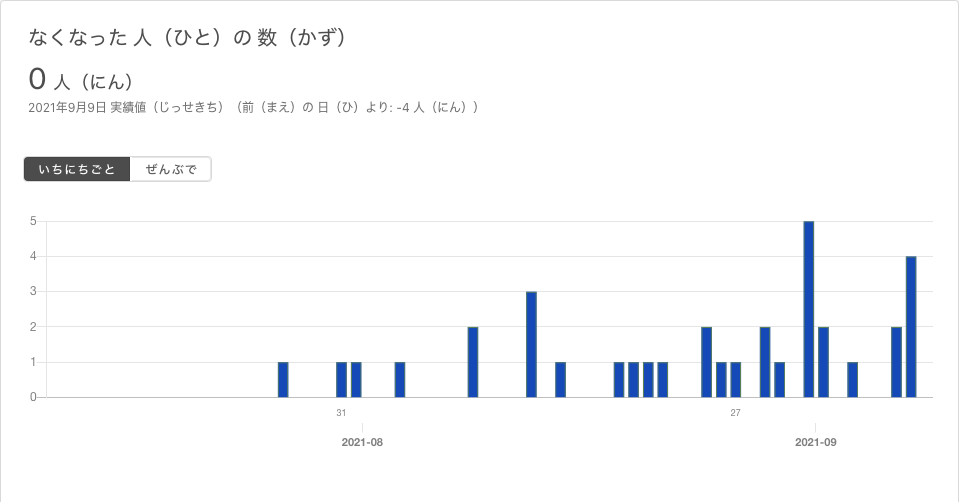 なくなった 人（ひと）の 数（かず）
0 人（にん）
2021年9月9日 実績値（じっせきち）（前（まえ）の 日（ひ）より: -4 人（にん））
いちにちごと ぜんぶで
5
4
3
2
1
0
31 27
2021-08 2021-09